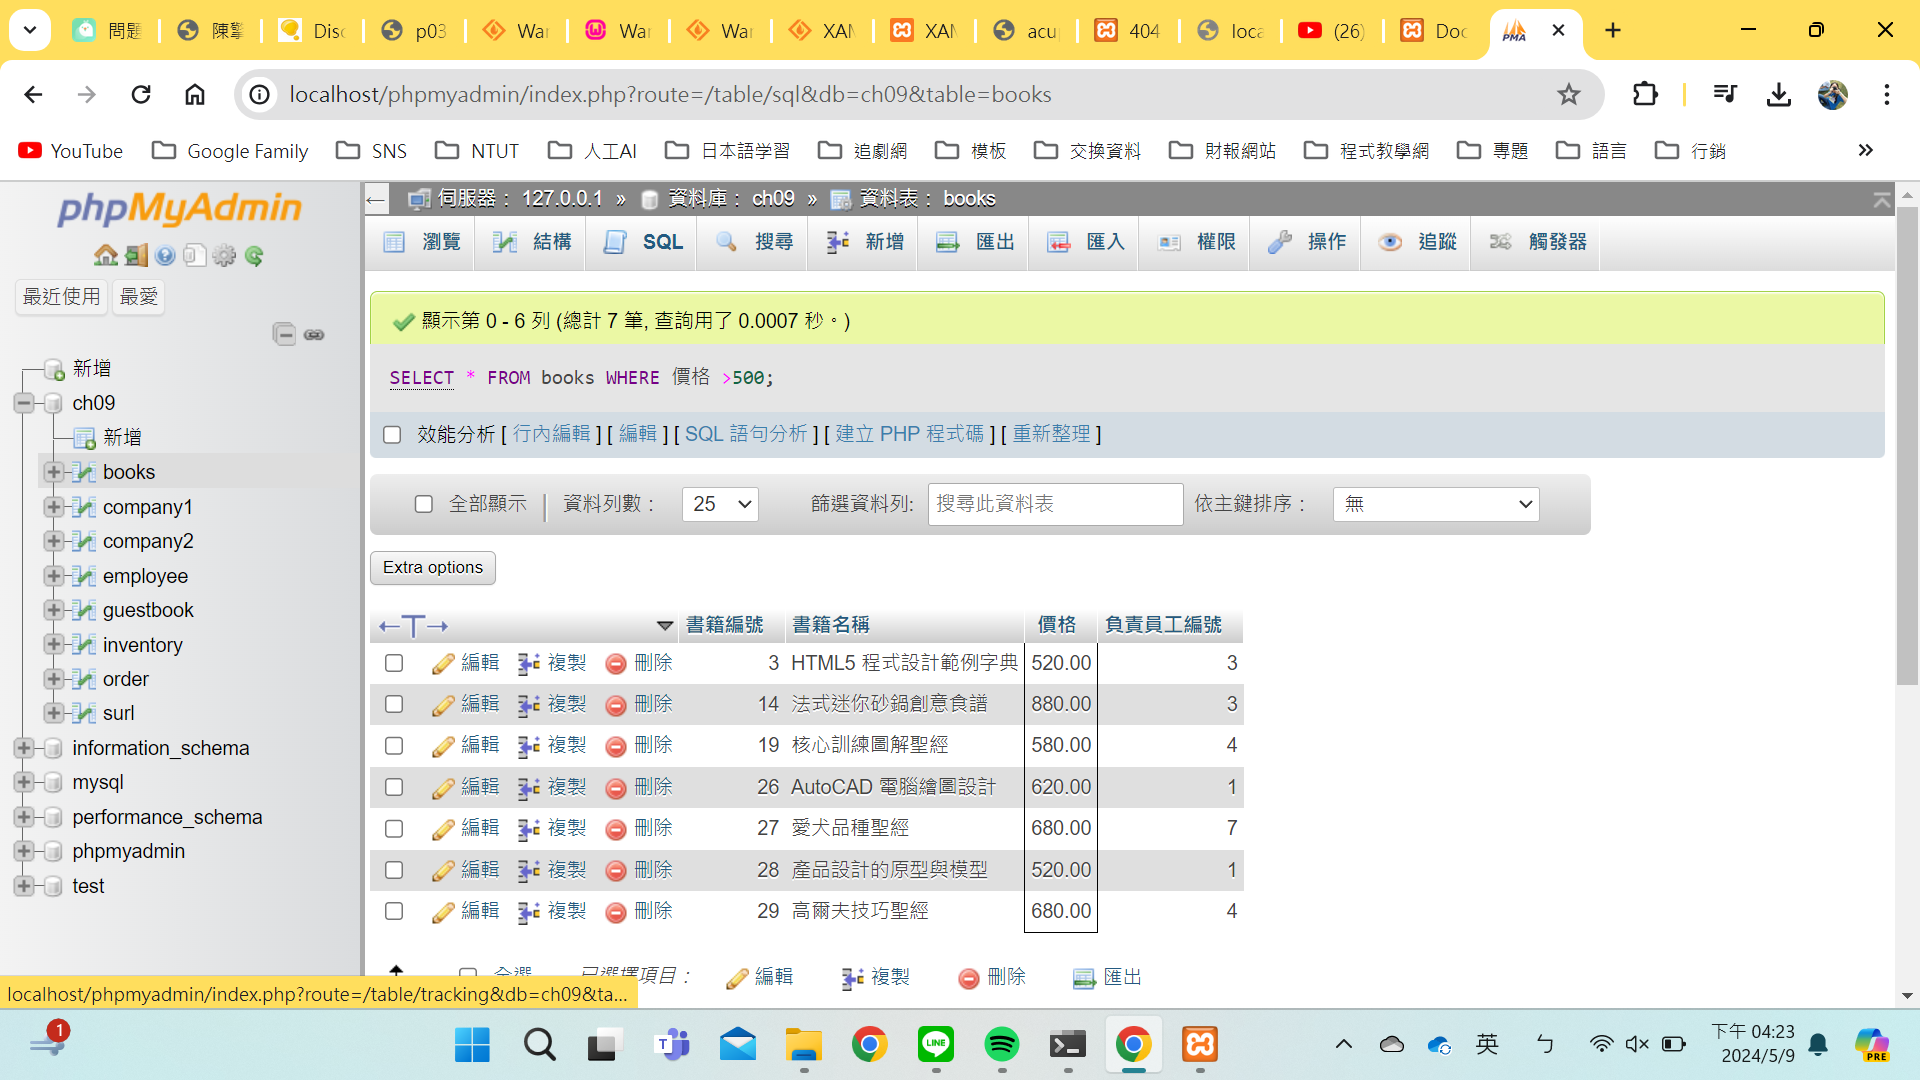 問題
陳擎
Disc
p03
War
War
War
XAM
XAM
acu
404
loca
(26)
Doc
PMA
localhost/phpmyadmin/index.php?route=/table/sql&db=ch09&table=books
YouTube
Google Family
SNS
NTUT
人工AI
日本語学習
追劇網
模板
交換資料
財報網站
程式教學網
專題
語言
行銷
phpMyAdmin
最近使用
最愛
新增
ch09
新增
books
company1
company2
employee
guestbook
inventory
order
surl
information_schema
mysql
performance_schema
phpmyadmin
test
伺服器： 127.0.0.1 » 資料庫： ch09 » 資料表： books
瀏覽
結構
SQL
搜尋
新增
匯出
匯入
權限
操作
追蹤
觸發器
顯示第 0 - 6 列 (總計 7 筆, 查詢用了 0.0007 秒。)
SELECT * FROM books WHERE 價格 >500;
效能分析 [ 行內編輯 ] [ 編輯 ] [ SQL 語句分析 ] [ 建立 PHP 程式碼 ] [ 重新整理 ]
全部顯示 資料列數： 25 篩選資料列: 搜尋此資料表 依主鍵排序： 無
Extra options
書籍編號 書籍名稱 價格 負責員工編號
編輯 複製 刪除 3 HTML5 程式設計範例字典 520.00 3
編輯 複製 刪除 14 法式迷你砂鍋創意食譜 880.00 3
編輯 複製 刪除 19 核心訓練圖解聖經 580.00 4
編輯 複製 刪除 26 AutoCAD 電腦繪圖設計 620.00 1
編輯 複製 刪除 27 愛犬品種聖經 680.00 7
編輯 複製 刪除 28 產品設計的原型與模型 520.00 1
編輯 複製 刪除 29 高爾夫技巧聖經 680.00 4
全選 已選擇項目： 編輯 複製 刪除 匯出
localhost/phpmyadmin/index.php?route=/table/tracking&db=ch09&ta...
1
LINE
英
ㄅ
下午 04:23
2024/5/9
PRE